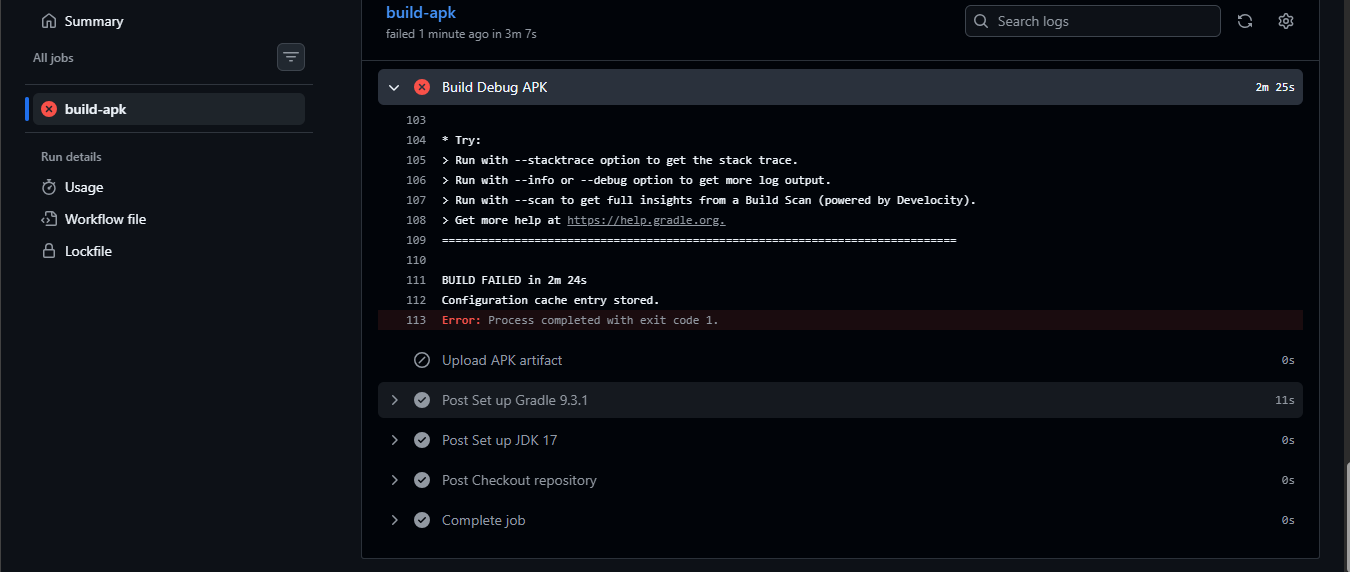 Summary
All jobs
build-apk
Run details
Usage
Workflow file
Lockfile
build-apk
failed 1 minute ago in 3m 7s
Search logs
Build Debug APK 2m 25s
103
104 * Try:
105 > Run with --stacktrace option to get the stack trace.
106 > Run with --info or --debug option to get more log output.
107 > Run with --scan to get full insights from a Build Scan (powered by Develocity).
108 > Get more help at https://help.gradle.org.
109 ==============================================================================
110
111 BUILD FAILED in 2m 24s
112 Configuration cache entry stored.
113 Error: Process completed with exit code 1.
Upload APK artifact 0s
Post Set up Gradle 9.3.1 11s
Post Set up JDK 17 0s
Post Checkout repository 0s
Complete job 0s